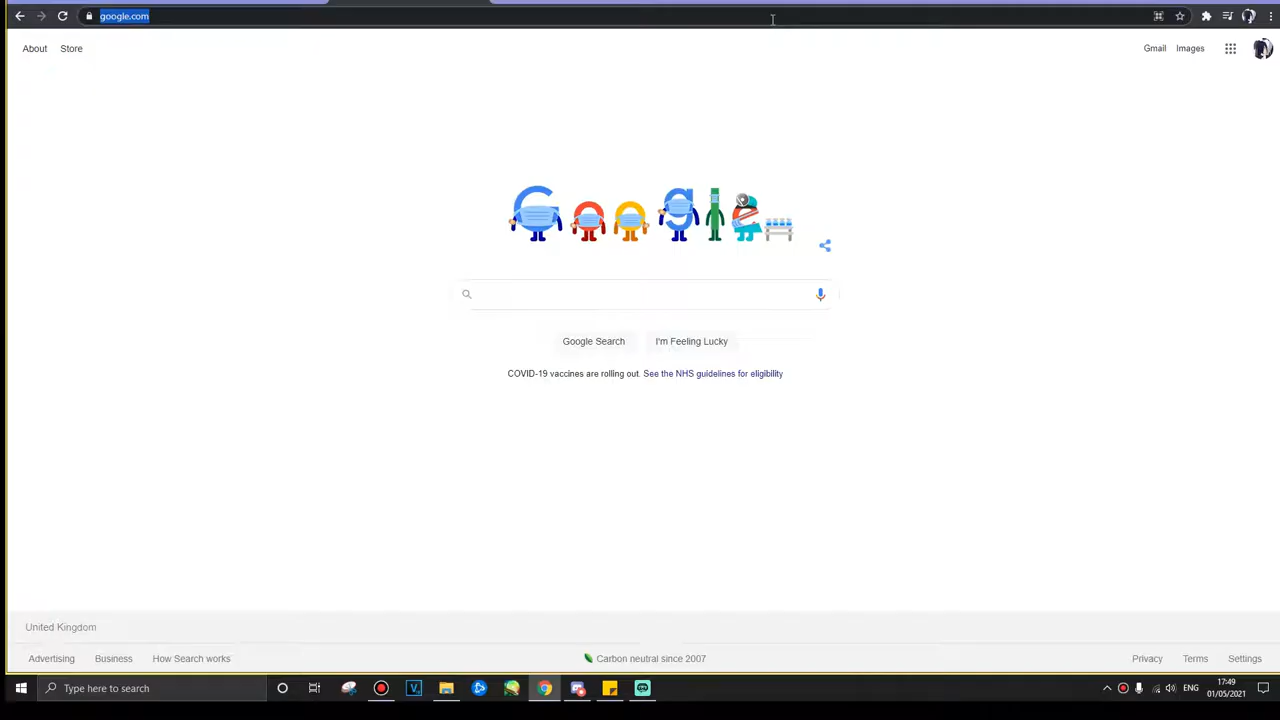 google.com
About Store Gmail Images
Google
Google Search I'm Feeling Lucky
COVID-19 vaccines are rolling out. See the NHS guidelines for eligibility
United Kingdom
Advertising Business How Search works Carbon neutral since 2007 Privacy Terms Settings
Type here to search ENG 17:49
01/05/2021